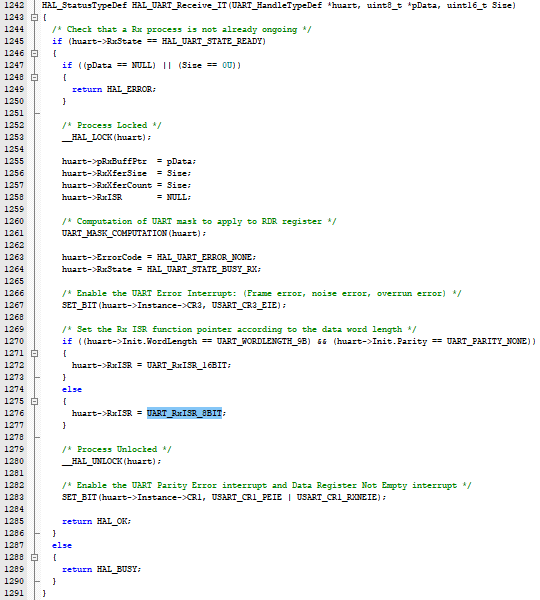 1242 HAL_StatusTypeDef HAL_UART_Receive_IT(UART_HandleTypeDef *huart, uint8_t *pData, uint16_t Size)
1243 {
1244 /* Check that a Rx process is not already ongoing */
1245 if (huart->RxState == HAL_UART_STATE_READY)
1246 {
1247 if ((pData == NULL) || (Size == 0U))
1248 {
1249 return HAL_ERROR;
1250 }
1251
1252 /* Process Locked */
1253 __HAL_LOCK(huart);
1254
1255 huart->pRxBuffPtr = pData;
1256 huart->RxXferSize = Size;
1257 huart->RxXferCount = Size;
1258 huart->RxISR = NULL;
1259
1260 /* Computation of UART mask to apply to RDR register */
1261 UART_MASK_COMPUTATION(huart);
1262
1263 huart->ErrorCode = HAL_UART_ERROR_NONE;
1264 huart->RxState = HAL_UART_STATE_BUSY_RX;
1265
1266 /* Enable the UART Error Interrupt: (Frame error, noise error, overrun error) */
1267 SET_BIT(huart->Instance->CR3, USART_CR3_EIE);
1268
1269 /* Set the Rx ISR function pointer according to the data word length */
1270 if ((huart->Init.WordLength == UART_WORDLENGTH_9B) && (huart->Init.Parity == UART_PARITY_NONE))
1271 {
1272 huart->RxISR = UART_RxISR_16BIT;
1273 }
1274 else
1275 {
1276 huart->RxISR = UART_RxISR_8BIT;
1277 }
1278
1279 /* Process Unlocked */
1280 __HAL_UNLOCK(huart);
1281
1282 /* Enable the UART Parity Error interrupt and Data Register Not Empty interrupt */
1283 SET_BIT(huart->Instance->CR1, USART_CR1_PEIE | USART_CR1_RXNEIE);
1284
1285 return HAL_OK;
1286 }
1287 else
1288 {
1289 return HAL_BUSY;
1290 }
1291 }